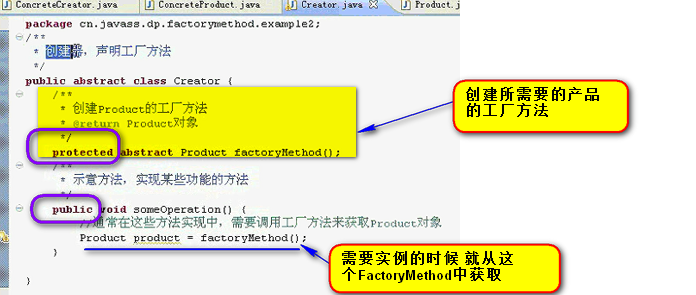 ConcreteCreator.java ConcreteProduct.java Creator.java Product.java
package cn.javass.dp.factorymethod.example2;
/**
* 创建器，声明工厂方法
*/
public abstract class Creator {
/**
* 创建Product的工厂方法
* @return Product对象
*/
protected abstract Product factoryMethod();
/**
* 示意方法，实现某些功能的方法
*/
public void someOperation() {
//通常在这些方法实现中，需要调用工厂方法来获取Product对象
Product product = factoryMethod();
}
}
创建所需要的产品
的工厂方法
需要实例的时候 就从这
个FactoryMethod中获取